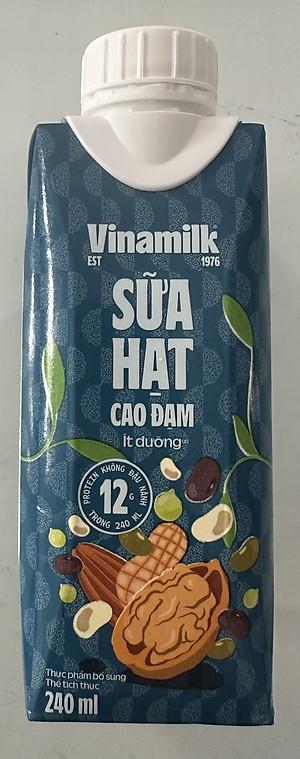 Vinamilk
EST 1976
SỮA
HẠT
CAO ĐẠM
Ít đường
PROTEIN KHÔNG ĐẬU NÀNH
12G
TRONG 240 ML
Thực phẩm bổ sung
Thể tích thực
240 ml